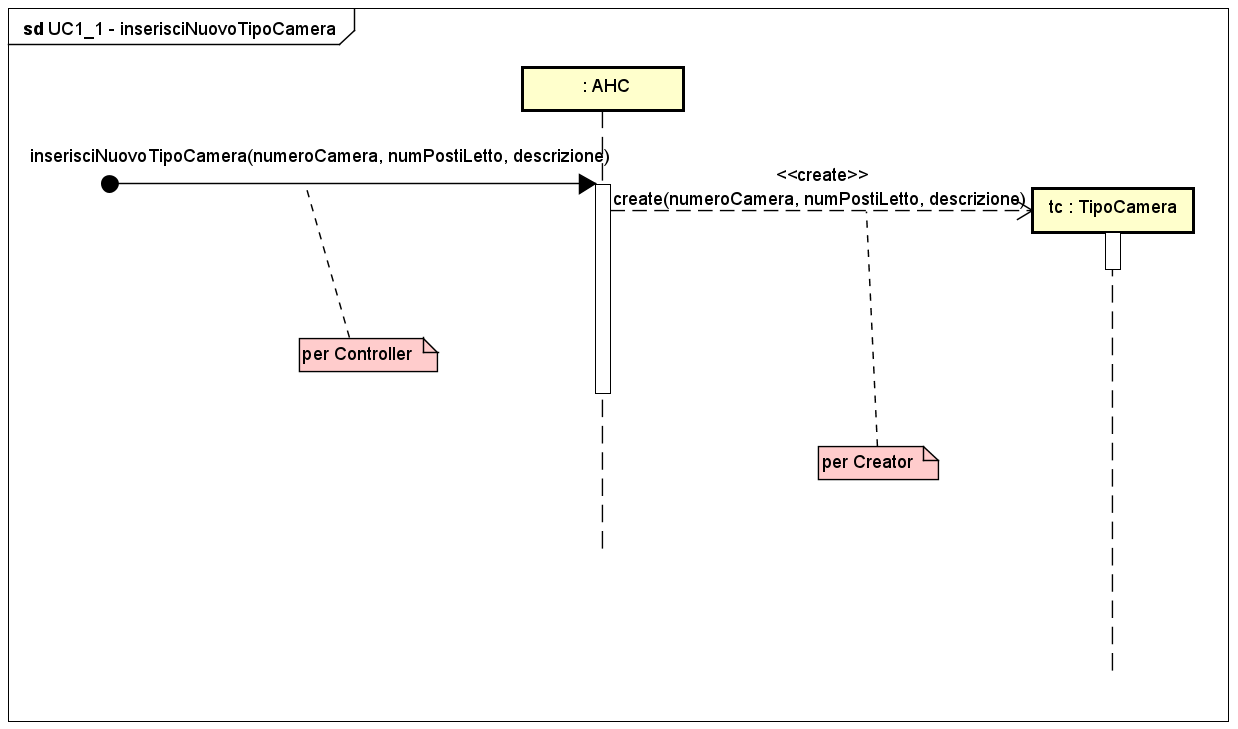 sd UC1_1 - inserisciNuovoTipoCamera
: AHC
inserisciNuovoTipoCamera(numeroCamera, numPostiLetto, descrizione)
<<create>>
create(numeroCamera, numPostiLetto, descrizione)
tc : TipoCamera
per Controller
per Creator